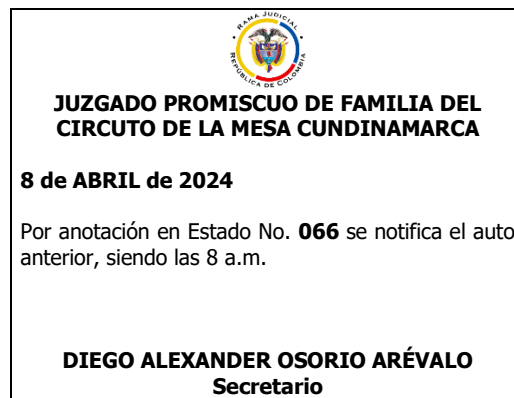 RAMA JUDICIAL
REPÚBLICA DE COLOMBIA
JUZGADO PROMISCUO DE FAMILIA DEL
CIRCUTO DE LA MESA CUNDINAMARCA
8 de ABRIL de 2024
Por anotación en Estado No. 066 se notifica el auto
anterior, siendo las 8 a.m.
DIEGO ALEXANDER OSORIO ARÉVALO
Secretario